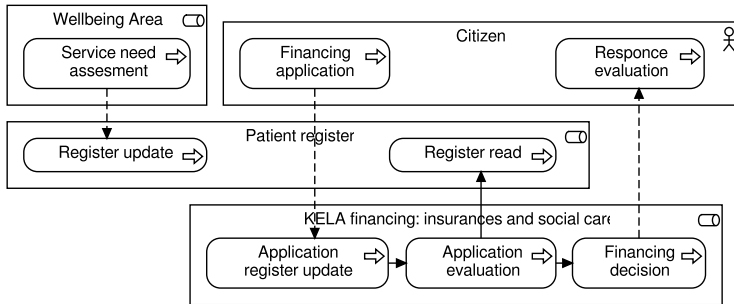 Wellbeing Area
Service need
assesment
Citizen
Financing
application
Responce
evaluation
Patient register
Register update
Register read
KELA financing: insurances and social care
Application
register update
Application
evaluation
Financing
decision